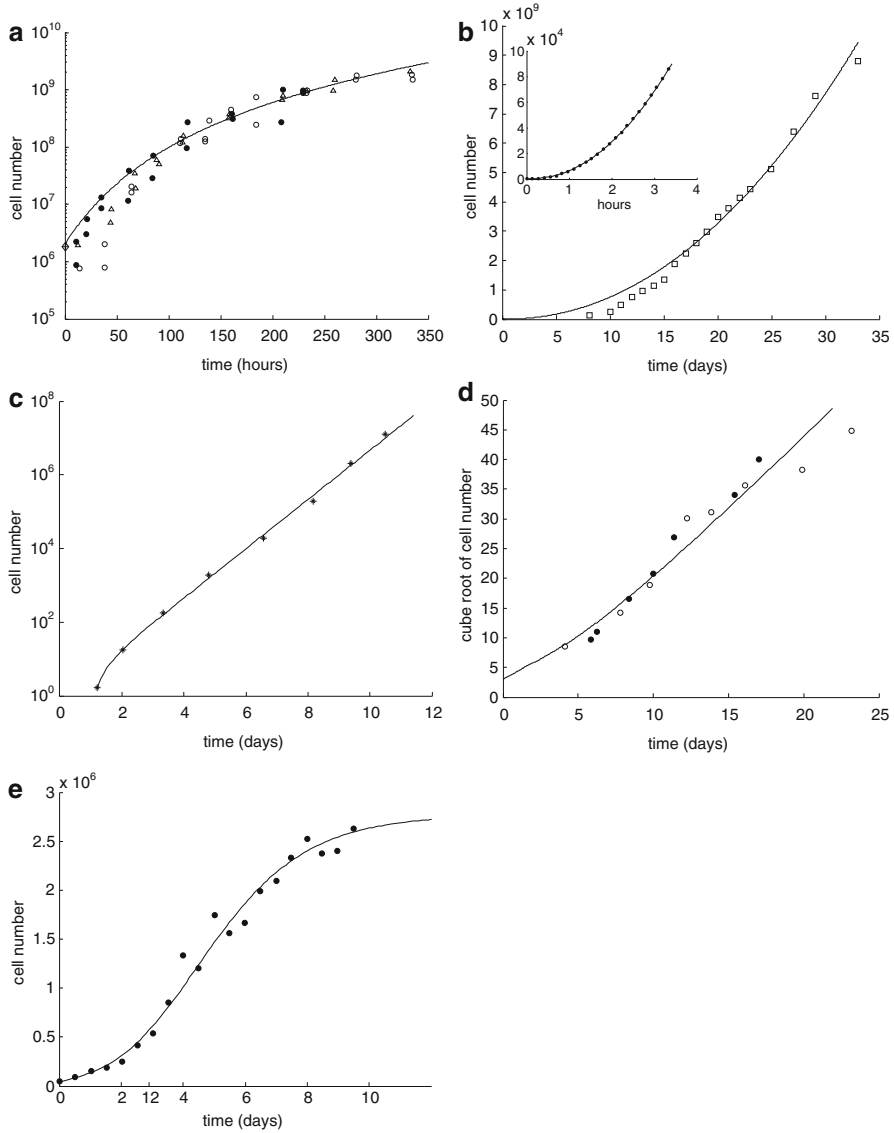 a
10^10
10^9
10^8
10^7
10^6
10^5
cell number
0 50 100 150 200 250 300 350
time (hours)
b
x 10^9
10
9
8
7
6
5
4
3
2
1
0
cell number
0 5 10 15 20 25 30 35
time (days)
x 10^4
10
8
6
4
2
0
0 1 2 3 4
hours
c
10^8
10^6
10^4
10^2
10^0
cell number
0 2 4 6 8 10 12
time (days)
d
50
45
40
35
30
25
20
15
10
5
0
cube root of cell number
0 5 10 15 20 25
time (days)
e
x 10^6
3
2.5
2
1.5
1
0.5
0
cell number
0 2 12 4 6 8 10
time (days)